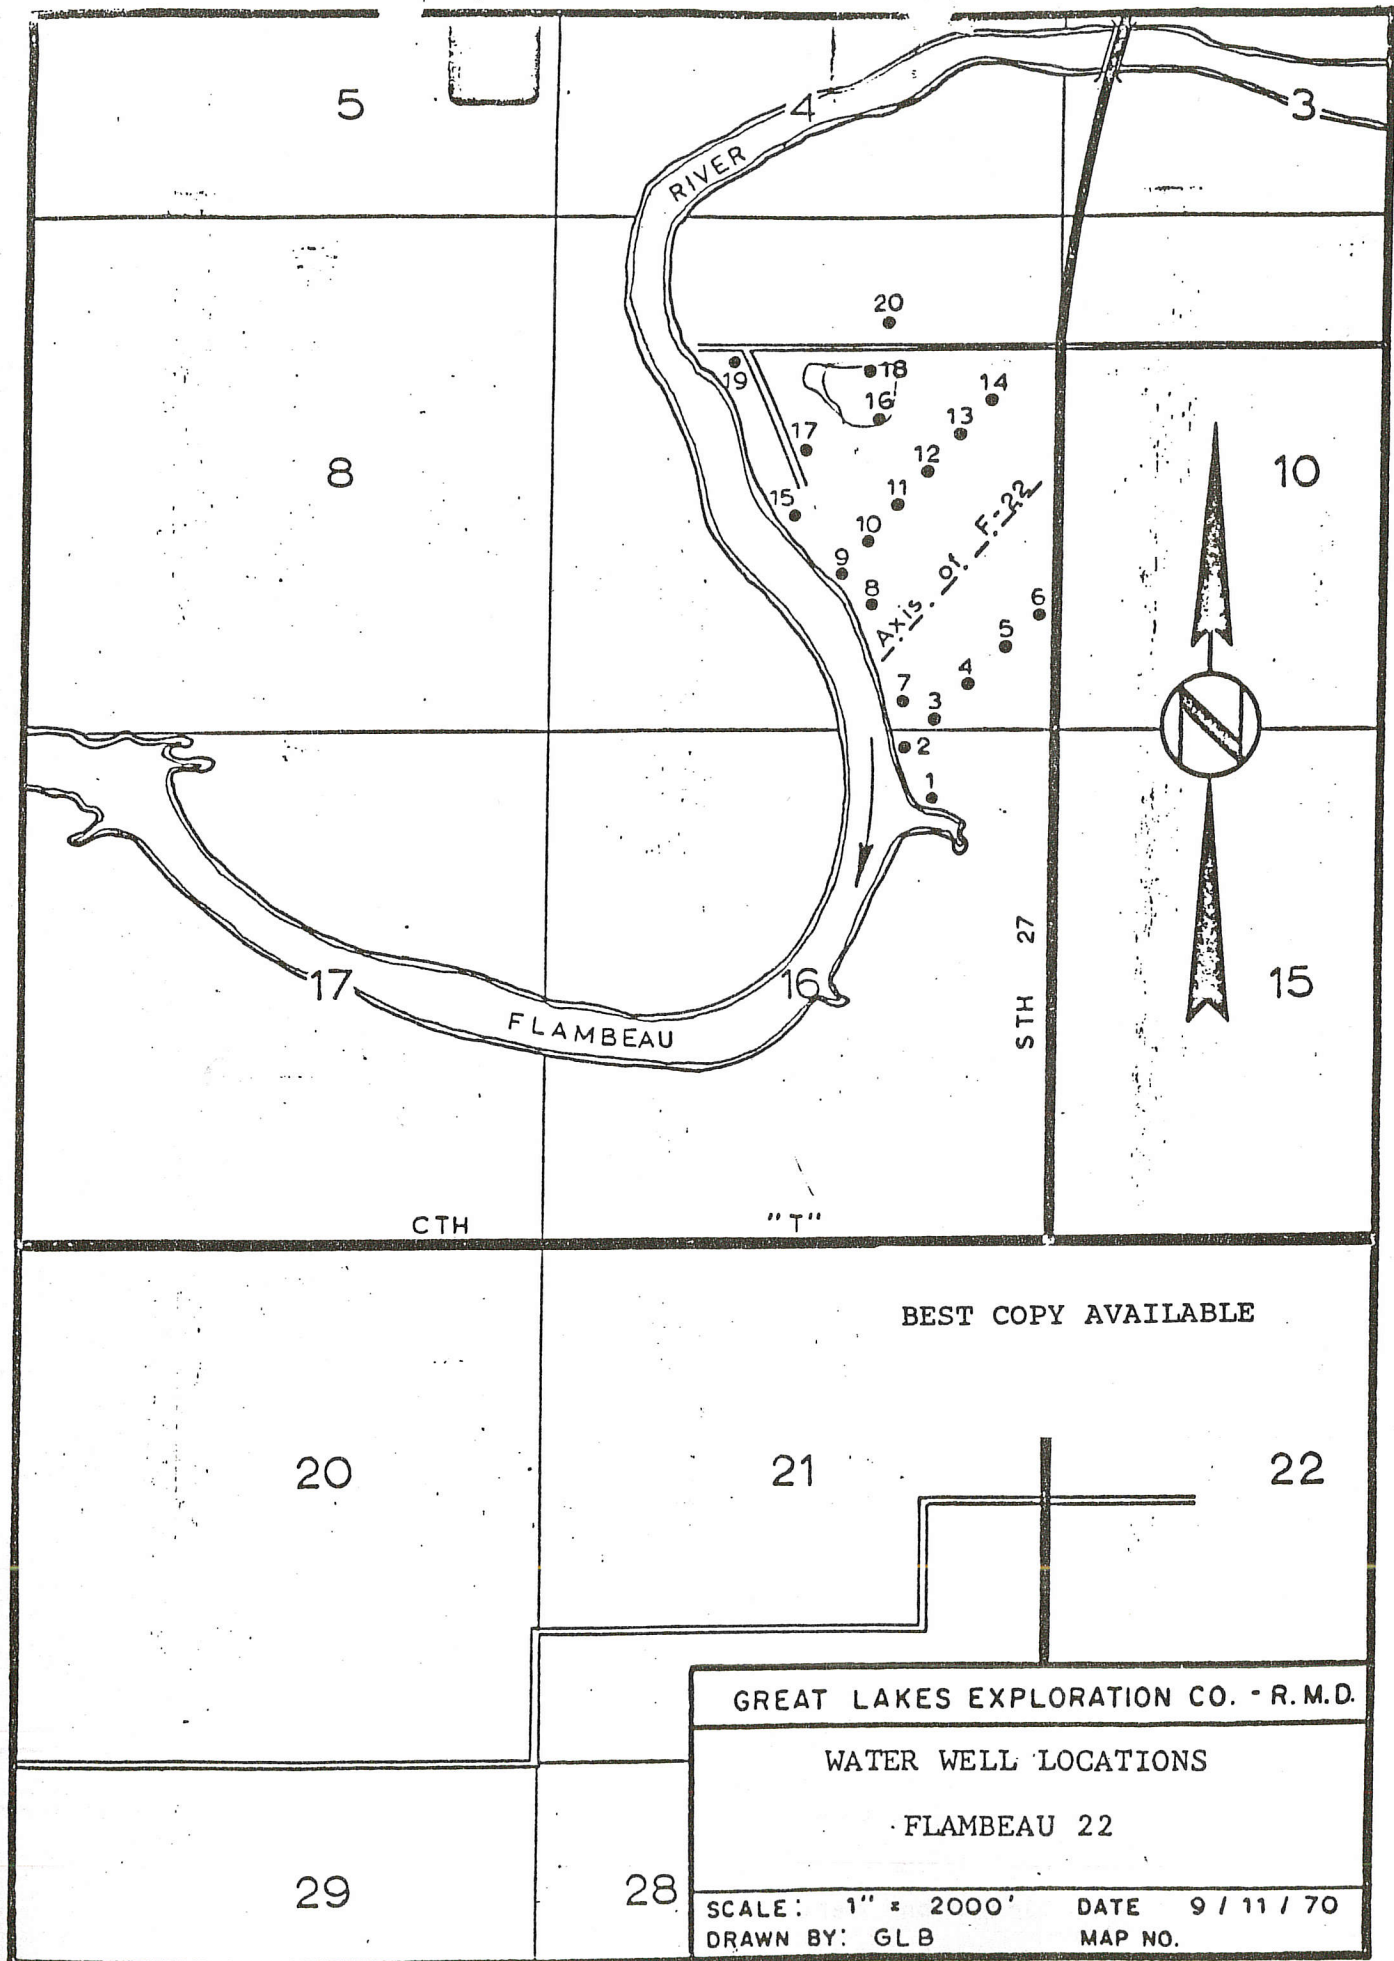 5
4
3
RIVER
20
19
18
16
14
13
17
12
8
10
11
15
10
Axis of F-22
9
8
6
5
4
7
3
2
1
N
STH 27
17
16
15
FLAMBEAU
CTH "T"
BEST COPY AVAILABLE
20
21
22
GREAT LAKES EXPLORATION CO. - R.M.D.
WATER WELL LOCATIONS
FLAMBEAU 22
29
28
SCALE: 1" = 2000' DATE 9 / 11 / 70
DRAWN BY: GLB MAP NO.